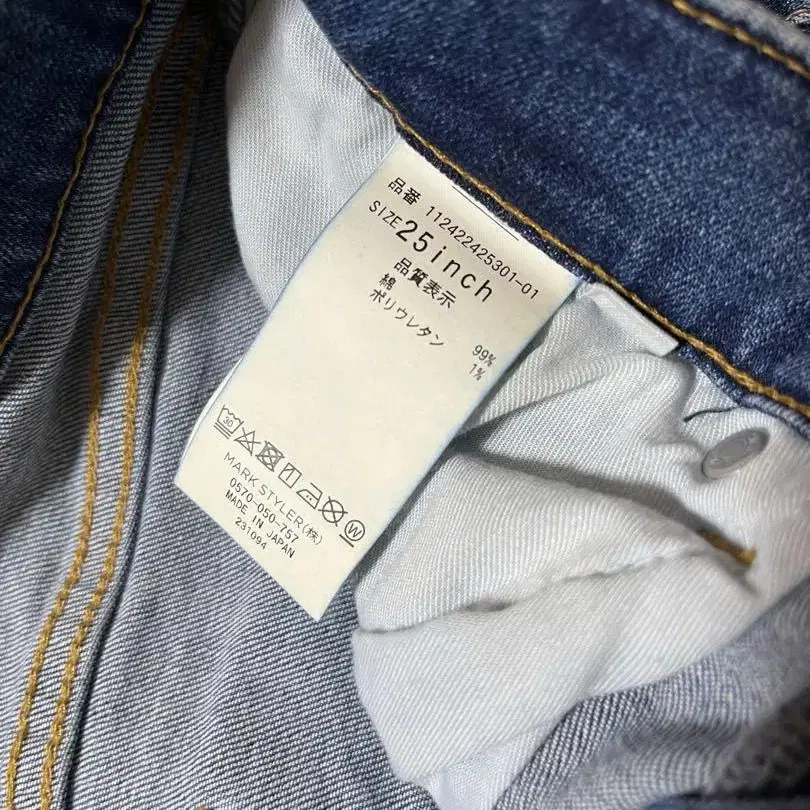 品番 112422425301-01
SIZE 25inch
品質表示
綿 99%
ポリウレタン 1%
30
W
MARK STYLER(株)
0570-050-757
MADE IN JAPAN
231094